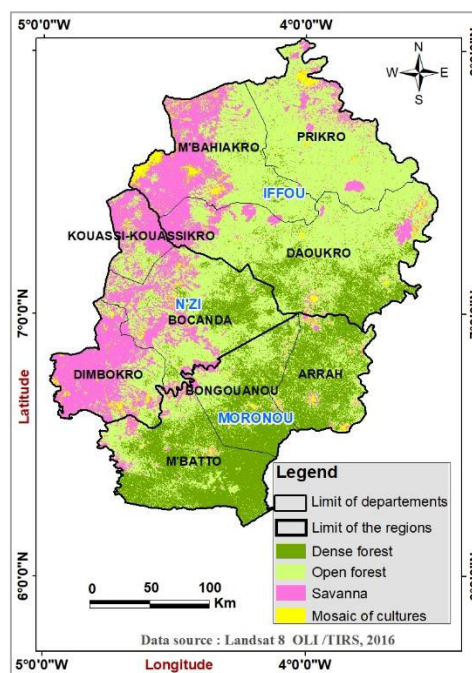 5°0'0"W
4°0'0"W
N
W E
S
PRIKRO
M'BAHIAKRO
IFFOU
KOUASSI-KOUASSIKRO
DAOUKRO
N'ZI
BOCANDA
7°0'0"N
DIMBOKRO
ARRAH
BONGOUANOU
MORONOU
Latitude
M'BATTO
Legend
Limit of departements
Limit of the regions
Dense forest
Open forest
Savanna
Mosaic of cultures
6°0'0"N
0 50 100
Km
Data source : Landsat 8 OLI /TIRS, 2016
5°0'0"W
4°0'0"W
Longitude